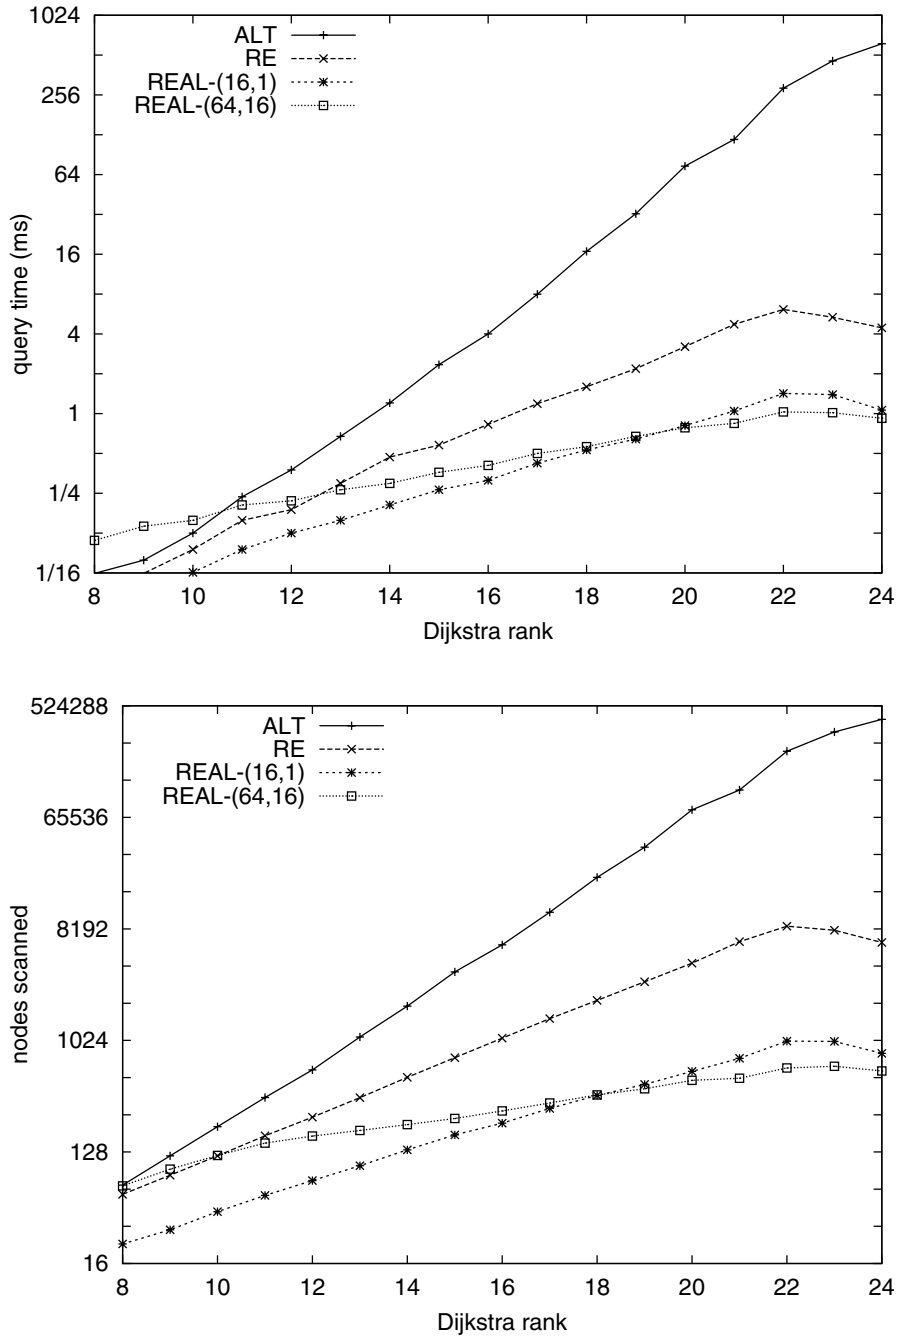 1024
256
64
16
4
1
1/4
1/16
query time (ms)
ALT
RE
REAL-(16,1)
REAL-(64,16)
8 10 12 14 16 18 20 22 24
Dijkstra rank
524288
65536
8192
1024
128
16
nodes scanned
ALT
RE
REAL-(16,1)
REAL-(64,16)
8 10 12 14 16 18 20 22 24
Dijkstra rank